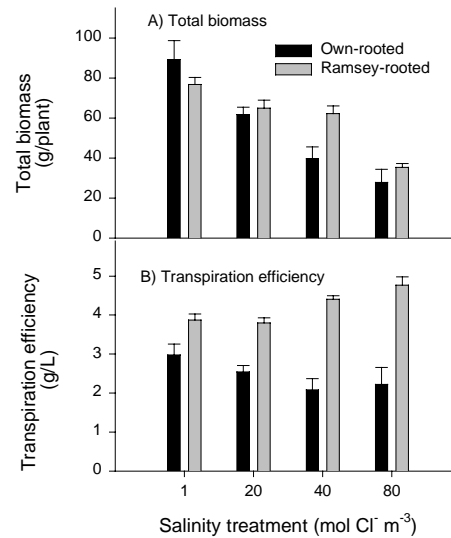 A) Total biomass
Own-rooted
Ramsey-rooted
Total biomass
(g/plant)
100
80
60
40
20
0
B) Transpiration efficiency
Transpiration efficiency
(g/L)
5
4
3
2
1
0
1 20 40 80
Salinity treatment (mol Cl⁻ m⁻³)